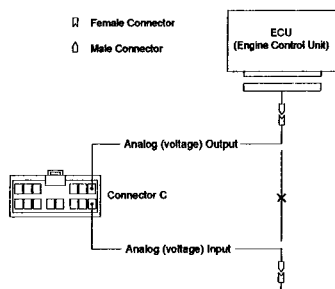 Female Connector
Male Connector
ECU
(Engine Control Unit)
Analog (voltage) Output
Connector C
Analog (voltage) Input